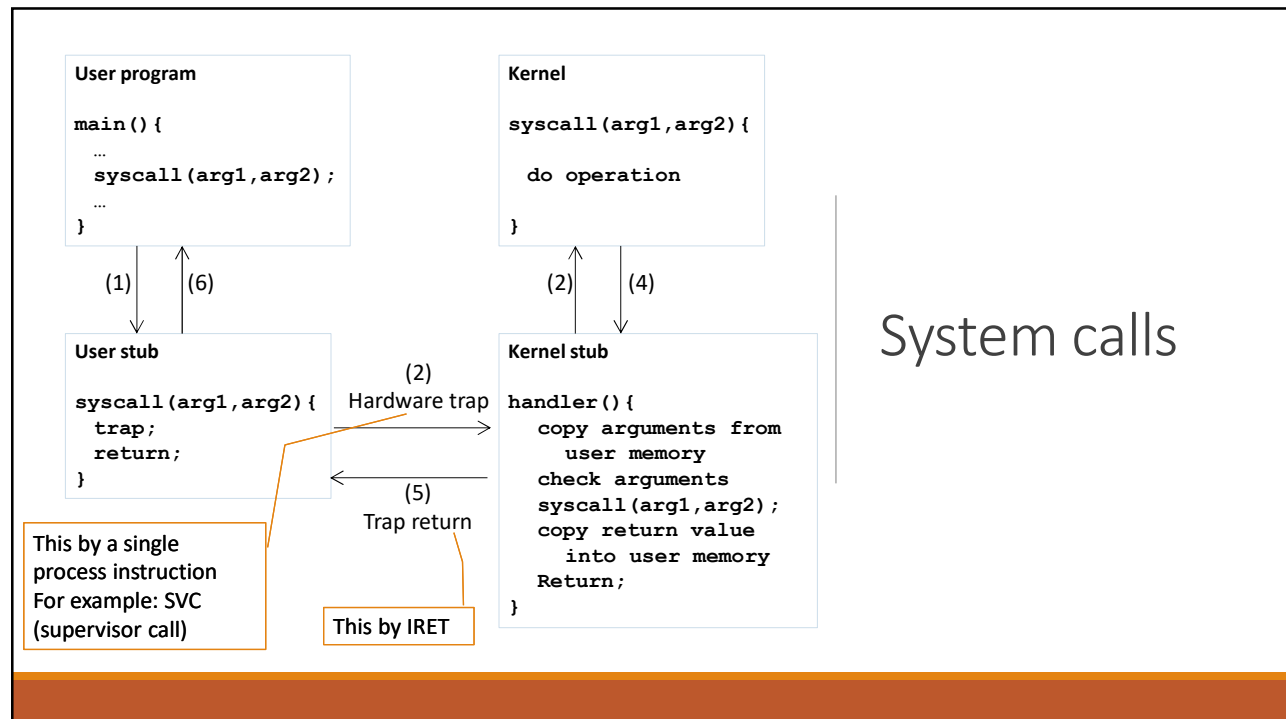 User program
main(){
…
syscall(arg1,arg2);
…
}
(1)
(6)
User stub
syscall(arg1,arg2){
trap;
return;
}
(2)
Hardware trap
(5)
Trap return
Kernel
syscall(arg1,arg2){
do operation
}
(2)
(4)
Kernel stub
handler(){
copy arguments from
user memory
check arguments
syscall(arg1,arg2);
copy return value
into user memory
Return;
}
This by a single
process instruction
For example: SVC
(supervisor call)
This by IRET
System calls